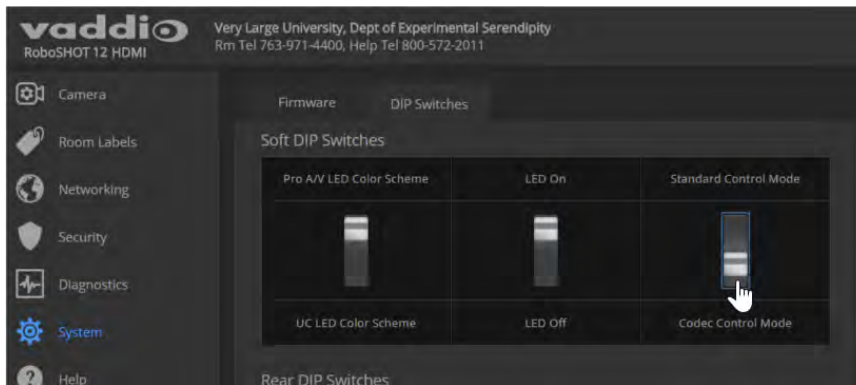 vaddio
RoboSHOT 12 HDMI
Very Large University, Dept of Experimental Serendipity
Rm Tel 763-971-4400, Help Tel 800-572-2011
Camera
Room Labels
Networking
Security
Diagnostics
System
Help
Firmware
DIP Switches
Soft DIP Switches
Pro A/V LED Color Scheme
LED On
Standard Control Mode
UC LED Color Scheme
LED Off
Codec Control Mode
Rear DIP Switches